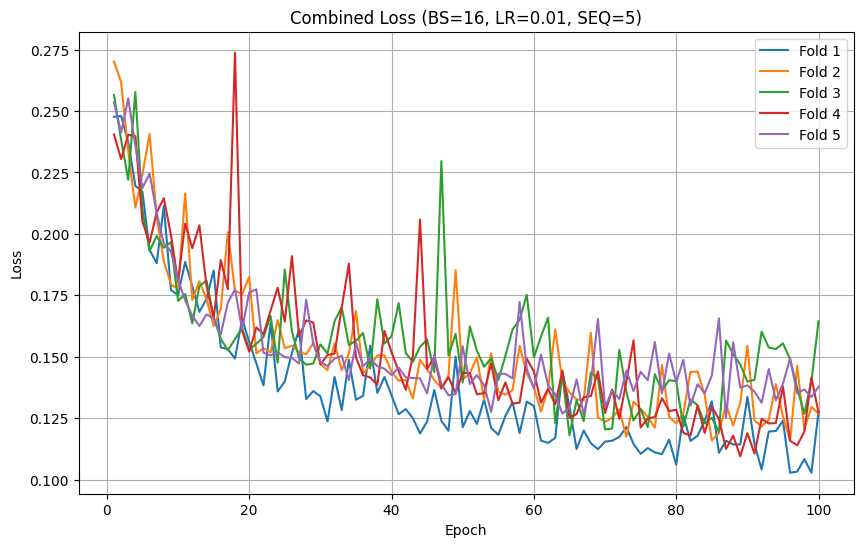 Combined Loss (BS=16, LR=0.01, SEQ=5)
Fold 1
Fold 2
Fold 3
Fold 4
Fold 5
Loss
0.275
0.250
0.225
0.200
0.175
0.150
0.125
0.100
0
20
40
60
80
100
Epoch